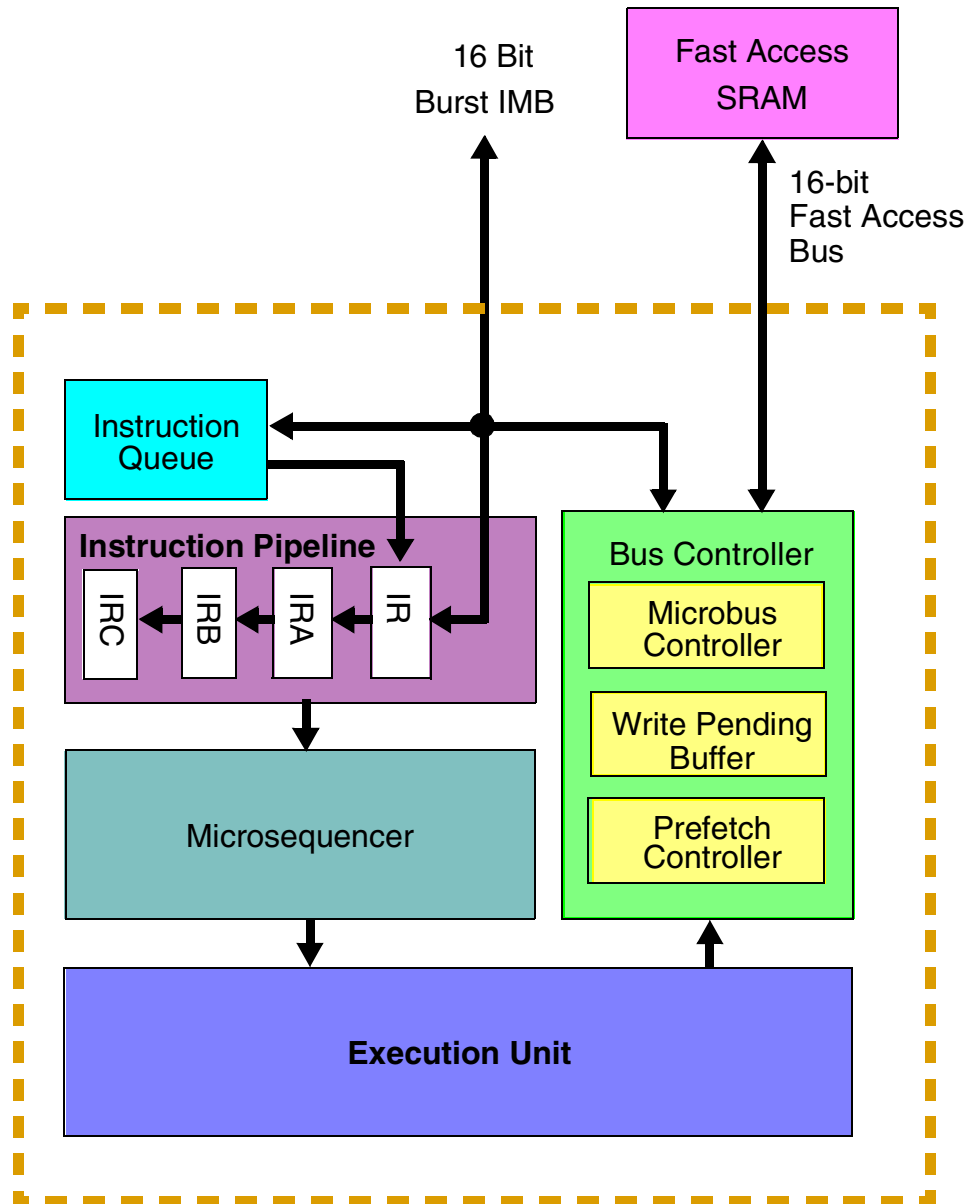 16 Bit
Burst IMB
Fast Access
SRAM
16-bit
Fast Access
Bus
Instruction
Queue
Instruction Pipeline
IRC
IRB
IRA
IR
Bus Controller
Microbus
Controller
Write Pending
Buffer
Prefetch
Controller
Microsequencer
Execution Unit